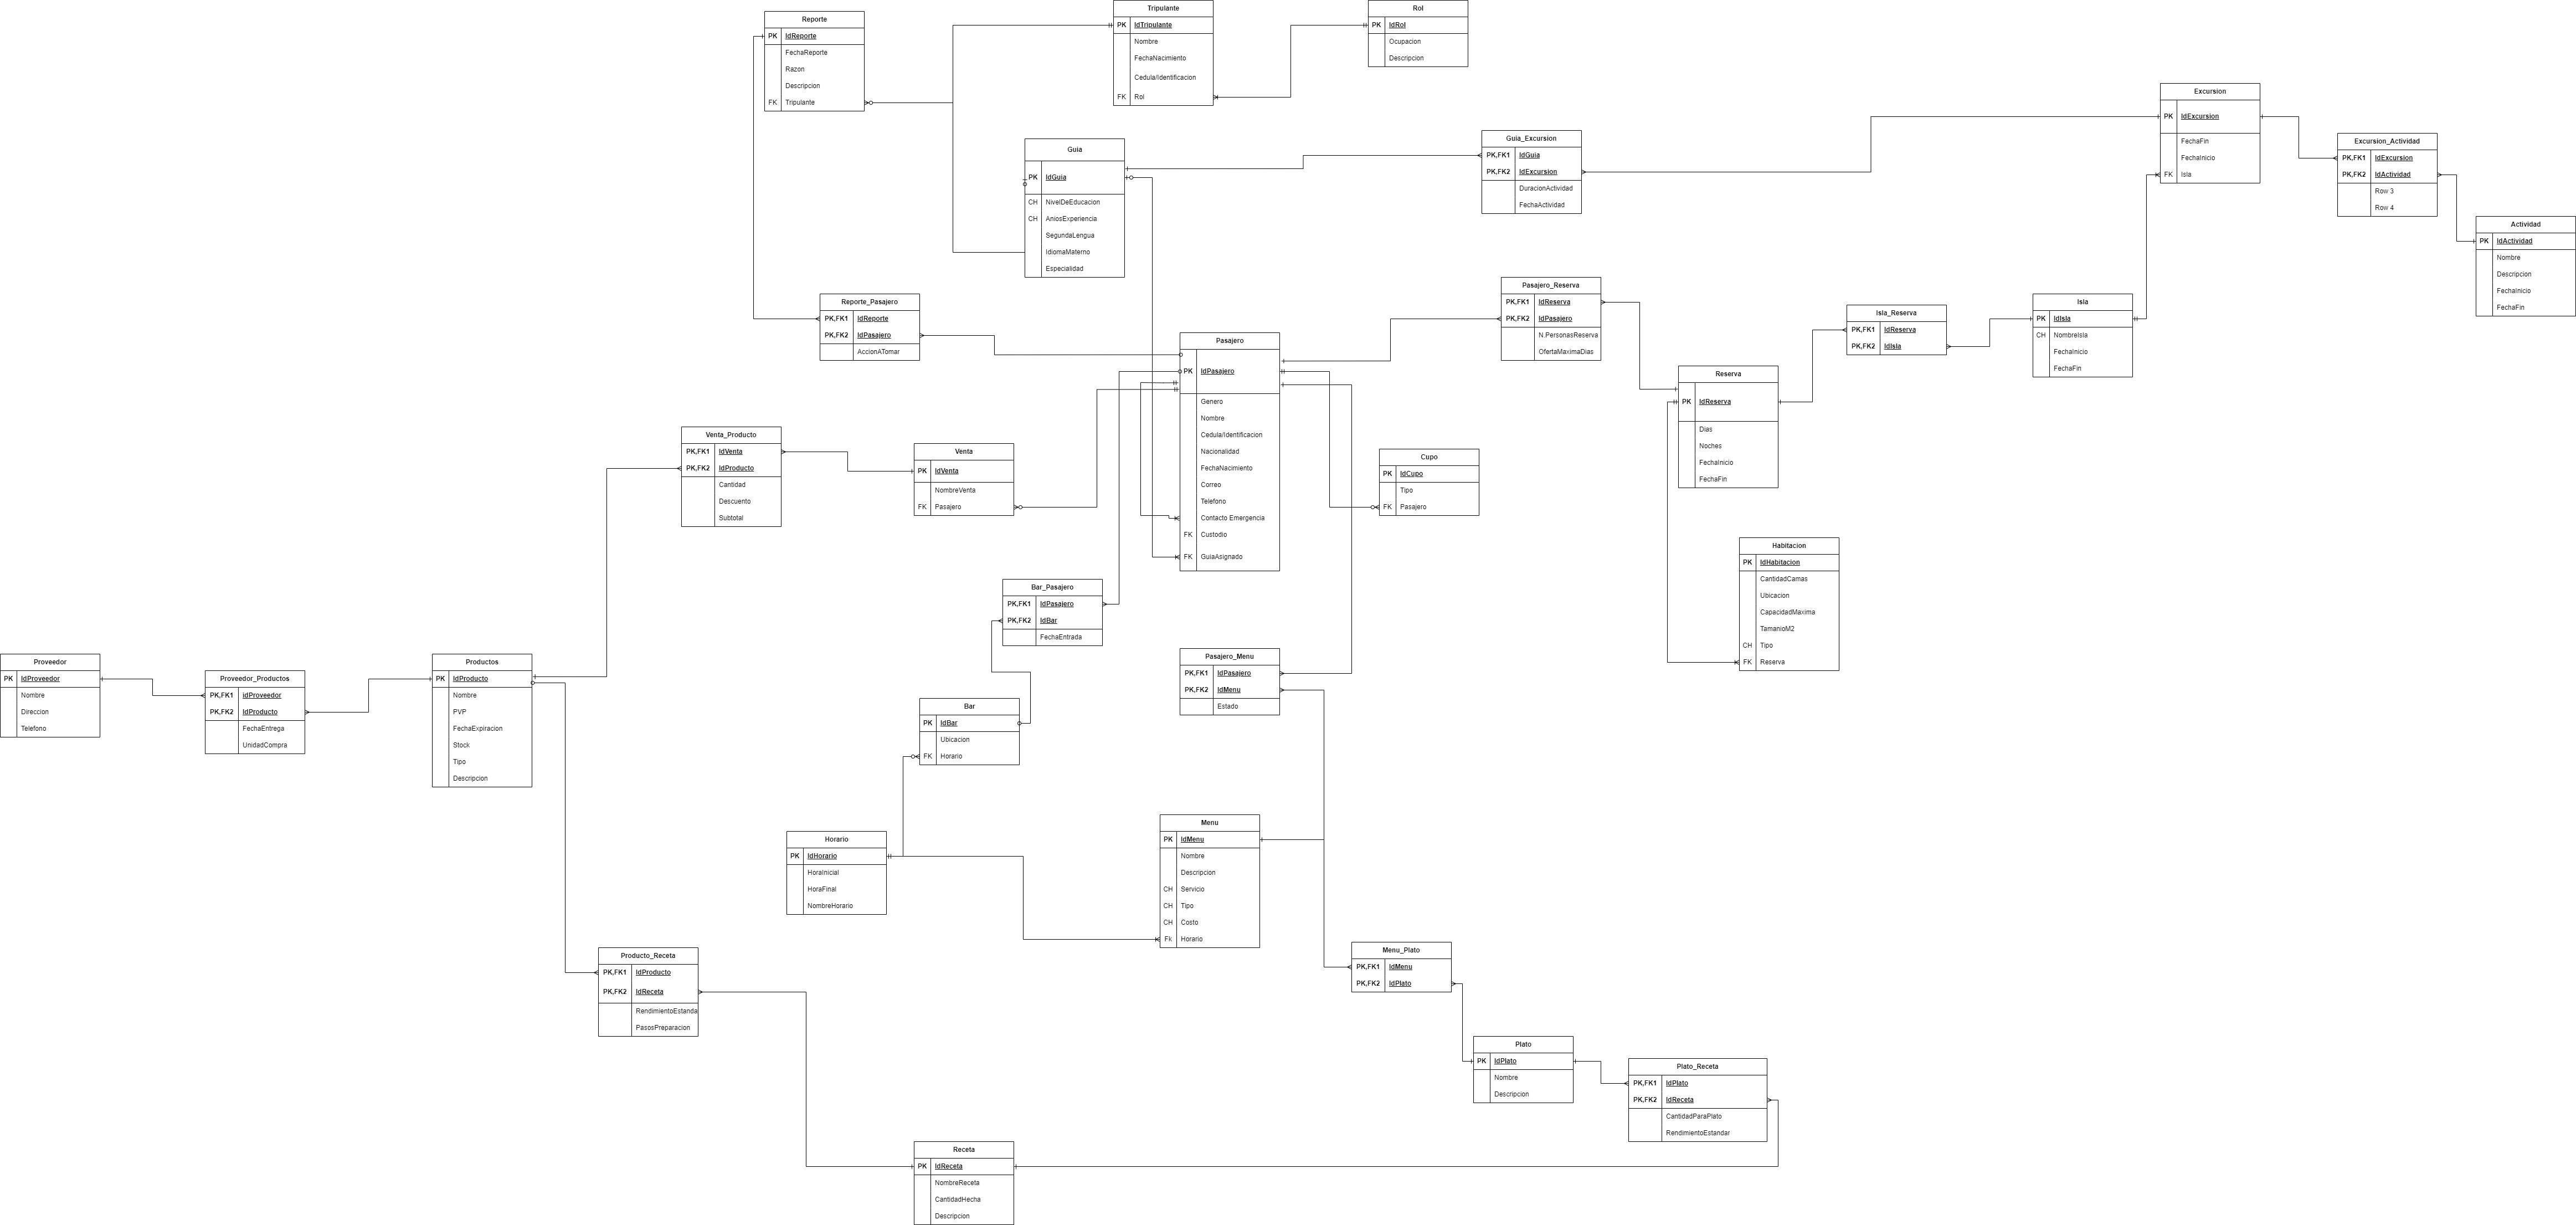 Reporte
PK IdReporte
FechaReporte
Razon
Descripcion
FK Tripulante
Tripulante
PK IdTripulante
Nombre
FechaNacimiento
Cedula/Identificacion
FK Rol
Rol
PK IdRol
Ocupacion
Descripcion
Guia
PK IdGuia
CH NivelDeEducacion
CH AniosExperiencia
SegundaLengua
IdiomaMaterno
Especialidad
Guia_Excursion
PK,FK1 IdGuia
PK,FK2 IdExcursion
DuracionActividad
FechaActividad
Excursion
PK IdExcursion
FechaFin
FechaInicio
FK Isla
Excursion_Actividad
PK,FK1 IdExcursion
PK,FK2 IdActividad
Row 3
Row 4
Actividad
PK IdActividad
Nombre
Descripcion
FechaInicio
FechaFin
Reporte_Pasajero
PK,FK1 IdReporte
PK,FK2 IdPasajero
AccionATomar
Pasajero
PK IdPasajero
Genero
Nombre
Cedula/Identificacion
Nacionalidad
FechaNacimiento
Correo
Telefono
Contacto Emergencia
FK Custodio
FK GuiaAsignado
Pasajero_Reserva
PK,FK1 IdReserva
PK,FK2 IdPasajero
N.PersonasReserva
OfertaMaximaDias
Reserva
PK IdReserva
Dias
Noches
FechaInicio
FechaFin
Isla_Reserva
PK,FK1 IdReserva
PK,FK2 IdIsla
Isla
PK IdIsla
CH NombreIsla
FechaInicio
FechaFin
Venta_Producto
PK,FK1 IdVenta
PK,FK2 IdProducto
Cantidad
Descuento
Subtotal
Venta
PK IdVenta
NombreVenta
FK Pasajero
Cupo
PK IdCupo
Tipo
FK Pasajero
Habitacion
PK IdHabitacion
CantidadCamas
Ubicacion
CapacidadMaxima
TamanioM2
CH Tipo
FK Reserva
Bar_Pasajero
PK,FK1 IdPasajero
PK,FK2 IdBar
FechaEntrada
Pasajero_Menu
PK,FK1 IdPasajero
PK,FK2 IdMenu
Estado
Proveedor
PK IdProveedor
Nombre
Direccion
Telefono
Proveedor_Productos
PK,FK1 idProveedor
PK,FK2 IdProducto
FechaEntrega
UnidadCompra
Productos
PK IdProducto
Nombre
PVP
FechaExpiracion
Stock
Tipo
Descripcion
Bar
PK IdBar
Ubicacion
FK Horario
Horario
PK IdHorario
HoraInicial
HoraFinal
NombreHorario
Menu
PK IdMenu
Nombre
Descripcion
CH Servicio
CH Tipo
CH Costo
Fk Horario
Producto_Receta
PK,FK1 IdProducto
PK,FK2 IdReceta
RendimientoEstanda
PasosPreparacion
Menu_Plato
PK,FK1 IdMenu
PK,FK2 IdPlato
Plato
PK IdPlato
Nombre
Descripcion
Plato_Receta
PK,FK1 IdPlato
PK,FK2 IdReceta
CantidadParaPlato
RendimientoEstandar
Receta
PK IdReceta
NombreReceta
CantidadHecha
Descripcion